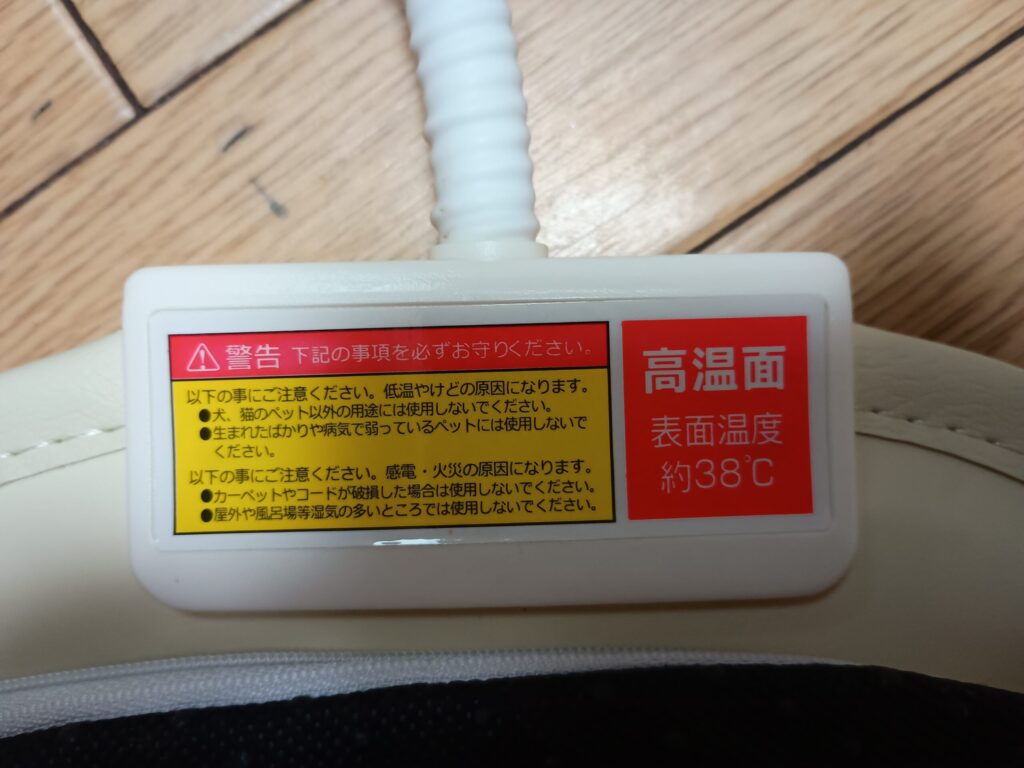 警告 下記の事項を必ずお守りください。
以下の事にご注意ください。低温やけどの原因になります。
●犬、猫のペット以外の用途には使用しないでください。
●生まれたばかりや病気で弱っているペットには使用しないで
ください。
以下の事にご注意ください。感電・火災の原因になります。
●カーペットやコードが破損した場合は使用しないでください。
●屋外や風呂場等湿気の多いところでは使用しないでください。
高温面
表面温度
約38℃